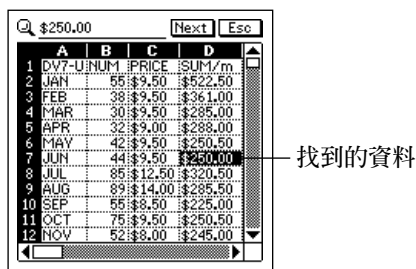 $250.00 Next Esc
A B C D
1 DV7-U NUM PRICE SUM/m
2 JAN 55 $9.50 $522.50
3 FEB 38 $9.50 $361.00
4 MAR 30 $9.50 $285.00
5 APR 32 $9.00 $288.00
6 MAY 42 $9.50 $250.50
7 JUN 44 $9.50 $250.00 找到的資料
8 JUL 85 $12.50 $320.50
9 AUG 89 $14.00 $285.50
10 SEP 55 $8.50 $225.00
11 OCT 75 $9.50 $250.50
12 NOV 52 $8.00 $245.00